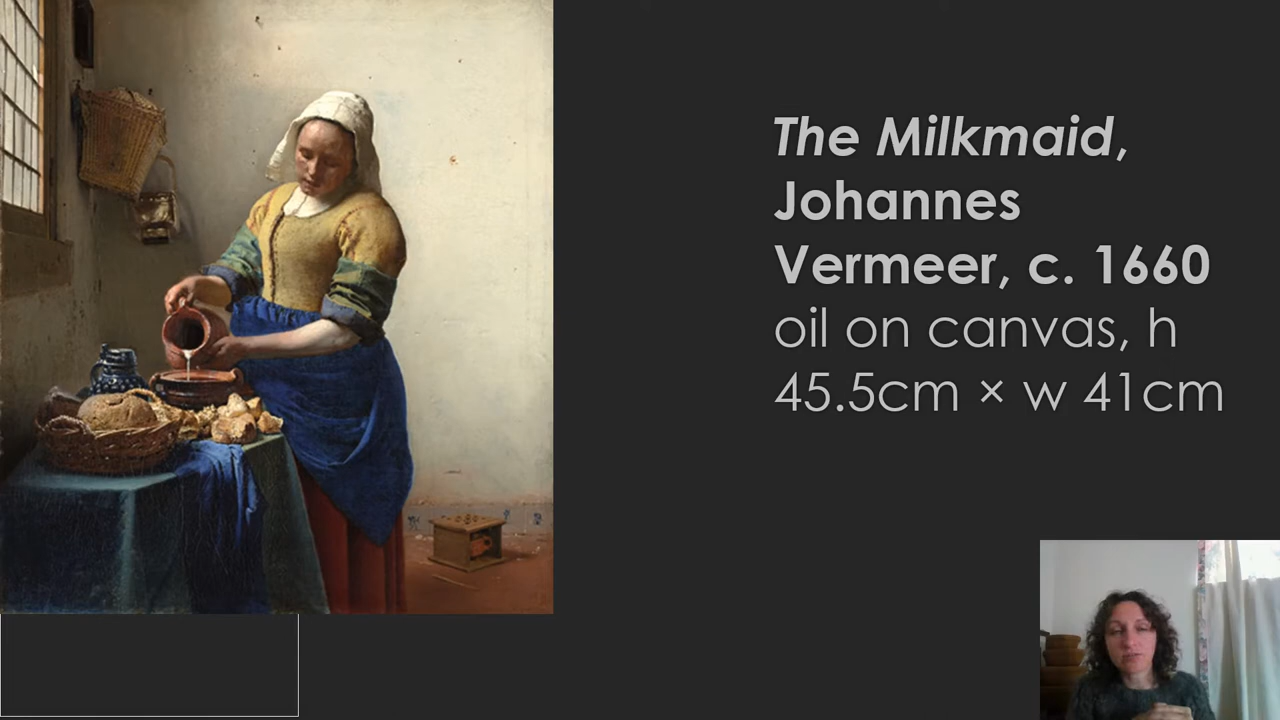 The Milkmaid,
Johannes
Vermeer, c. 1660
oil on canvas, h
45.5cm × w 41cm